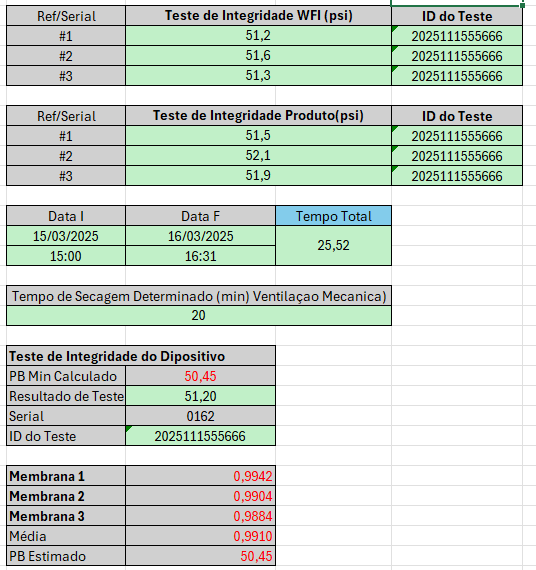 Ref/Serial Teste de Integridade WFI (psi) ID do Teste
#1 51,2 2025111555666
#2 51,6 2025111555666
#3 51,3 2025111555666
Ref/Serial Teste de Integridade Produto(psi) ID do Teste
#1 51,5 2025111555666
#2 52,1 2025111555666
#3 51,9 2025111555666
Data I Data F Tempo Total
15/03/2025 16/03/2025 25,52
15:00 16:31
Tempo de Secagem Determinado (min) Ventilaçao Mecanica)
20
Teste de Integridade do Dipositivo
PB Min Calculado 50,45
Resultado de Teste 51,20
Serial 0162
ID do Teste 2025111555666
Membrana 1 0,9942
Membrana 2 0,9904
Membrana 3 0,9884
Média 0,9910
PB Estimado 50,45